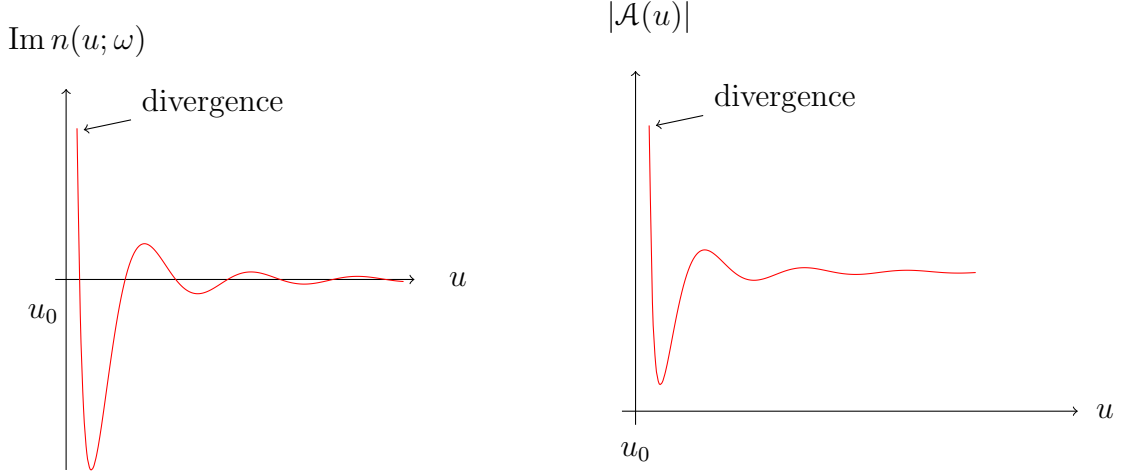 Im n(u; ω)
divergence
u₀
u
|𝒜(u)|
divergence
u₀
u